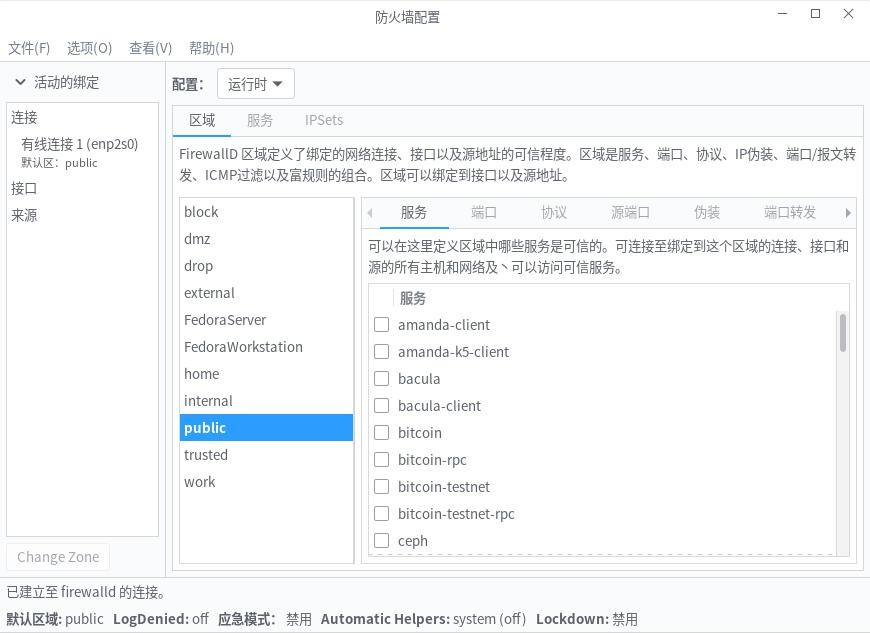 防火墙配置
文件(F) 选项(O) 查看(V) 帮助(H)
活动的绑定
连接
有线连接 1 (enp2s0)
默认区：public
接口
来源
Change Zone
配置： 运行时
区域 服务 IPSets
FirewallD 区域定义了绑定的网络连接、接口以及源地址的可信程度。区域是服务、端口、协议、IP伪装、端口/报文转
发、ICMP过滤以及富规则的组合。区域可以绑定到接口以及源地址。
block
dmz
drop
external
FedoraServer
FedoraWorkstation
home
internal
public
trusted
work
服务 端口 协议 源端口 伪装 端口转发
可以在这里定义区域中哪些服务是可信的。可连接至绑定到这个区域的连接、接口和
源的所有主机和网络及丶可以访问可信服务。
服务
amanda-client
amanda-k5-client
bacula
bacula-client
bitcoin
bitcoin-rpc
bitcoin-testnet
bitcoin-testnet-rpc
ceph
已建立至 firewalld 的连接。
默认区域: public LogDenied: off 应急模式： 禁用 Automatic Helpers: system (off) Lockdown: 禁用